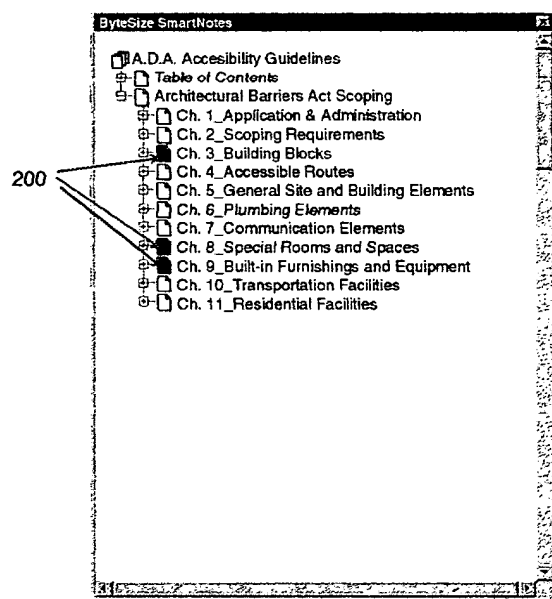 ByteSize SmartNotes
A.D.A. Accesibility Guidelines
Table of Contents
Architectural Barriers Act Scoping
Ch. 1_Application & Administration
Ch. 2_Scoping Requirements
Ch. 3_Building Blocks
Ch. 4_Accessible Routes
200
Ch. 5_General Site and Building Elements
Ch. 6_Plumbing Elements
Ch. 7_Communication Elements
Ch. 8_Special Rooms and Spaces
Ch. 9_Built-in Furnishings and Equipment
Ch. 10_Transportation Facilities
Ch. 11_Residential Facilities